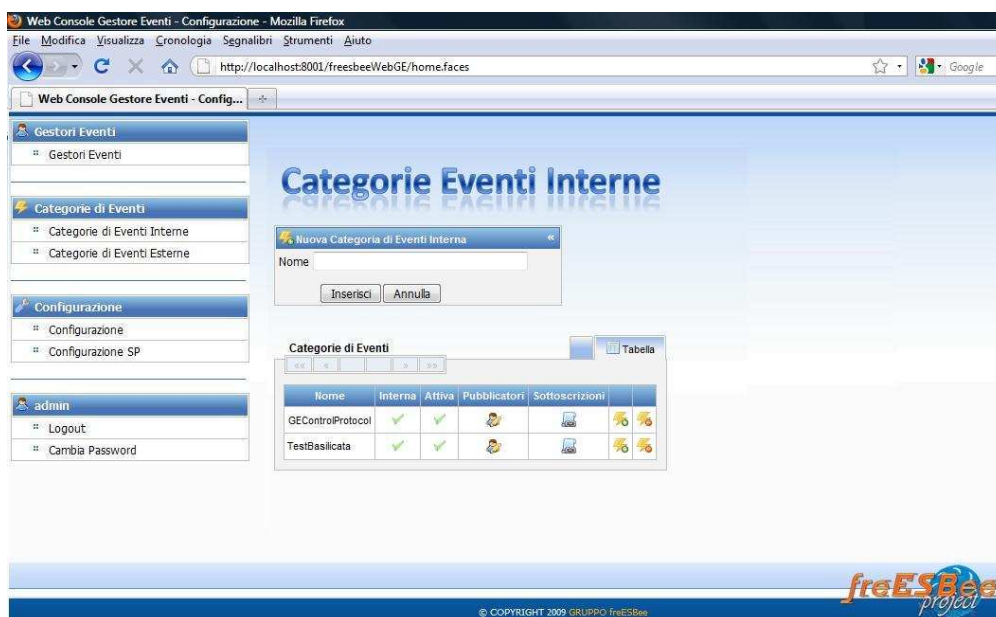 Web Console Gestore Eventi - Configurazione - Mozilla Firefox
File Modifica Visualizza Cronologia Segnalibri Strumenti Aiuto
http://localhost:8001/freesbeeWebGE/home.faces
Google
Web Console Gestore Eventi - Config...
Gestori Eventi
Gestori Eventi
Categorie di Eventi
Categorie di Eventi Interne
Categorie di Eventi Esterne
Configurazione
Configurazione
Configurazione SP
admin
Logout
Cambia Password
Categorie Eventi Interne
Nuova Categoria di Eventi Interna «
Nome
Inserisci Annulla
Categorie di Eventi
Tabella
«« « » »»
Nome Interna Attiva Pubblicatori Sottoscrizioni
GEControlProtocol
TestBasilicata
freESBee
project
© COPYRIGHT 2009 GRUPPO freESBee